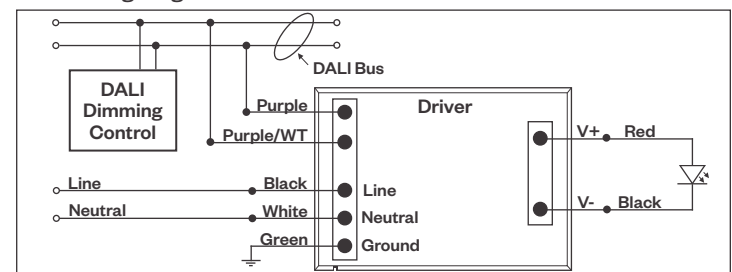 DALI Bus
DALI
Dimming
Control
Driver
Purple
Purple/WT
V+ Red
Line Black Line
Neutral White Neutral
V- Black
Green Ground